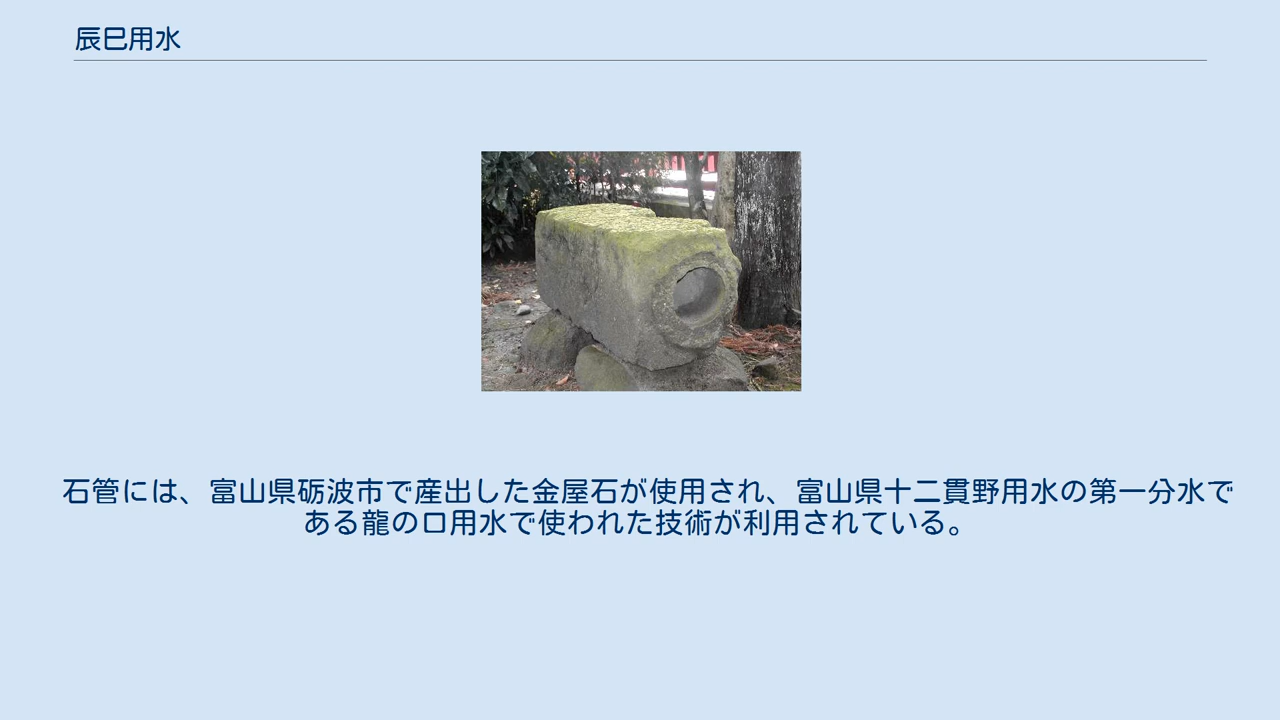 辰巳用水
石管には、富山県砺波市で産出した金屋石が使用され、富山県十二貫野用水の第一分水で
ある龍の口用水で使われた技術が利用されている。